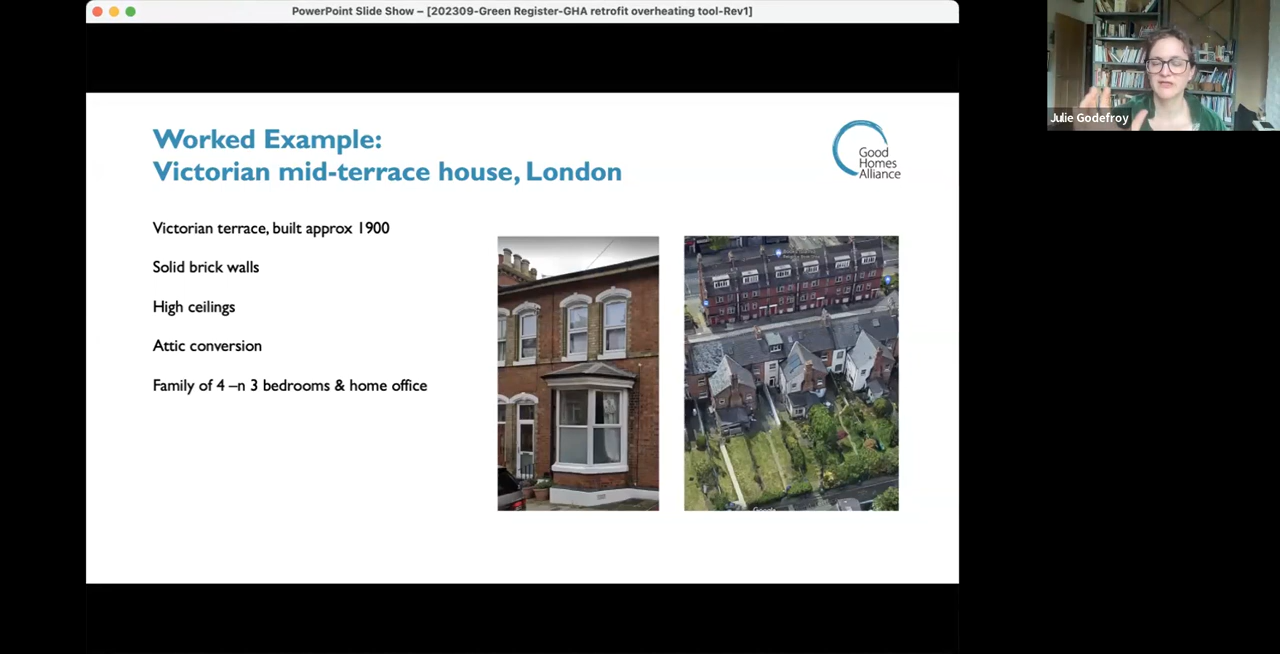 PowerPoint Slide Show – [202309-Green Register-GHA retrofit overheating tool-Rev1]
Julie Godefroy
Worked Example:
Victorian mid-terrace house, London
Good
Homes
Alliance
Victorian terrace, built approx 1900
Solid brick walls
High ceilings
Attic conversion
Family of 4 –n 3 bedrooms & home office
Google